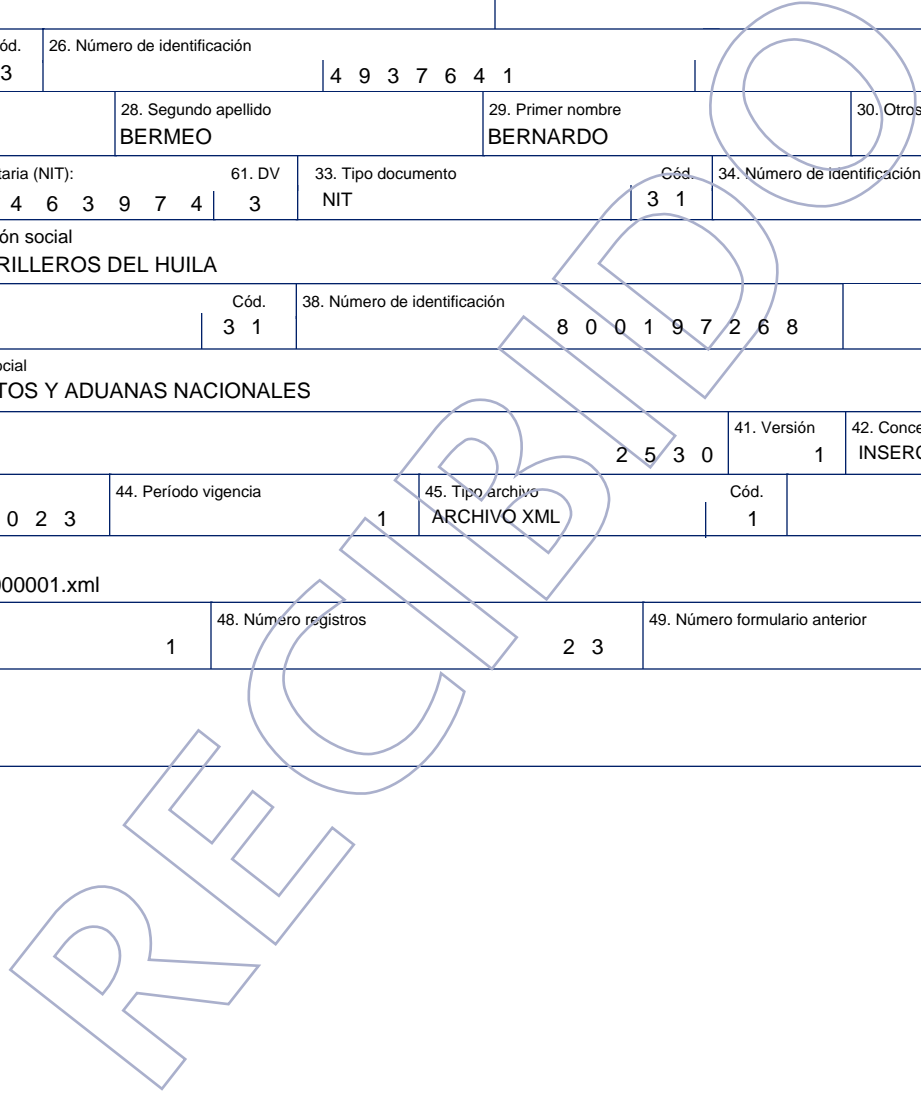 ód. 26. Número de identificación
3 4 9 3 7 6 4 1
28. Segundo apellido 29. Primer nombre 30. Otros
BERMEO BERNARDO
taria (NIT): 61. DV 33. Tipo documento Cód. 34. Número de identificación
4 6 3 9 7 4 3 NIT 3 1
ón social
RILLEROS DEL HUILA
Cód. 38. Número de identificación
3 1 8 0 0 1 9 7 2 6 8
ocial
TOS Y ADUANAS NACIONALES
41. Versión 42. Conce
2 5 3 0 1 INSERC
44. Período vigencia 45. Tipo archivo Cód.
0 2 3 1 ARCHIVO XML 1
000001.xml
48. Número registros 49. Número formulario anterior
1 2 3
RECIBIDO